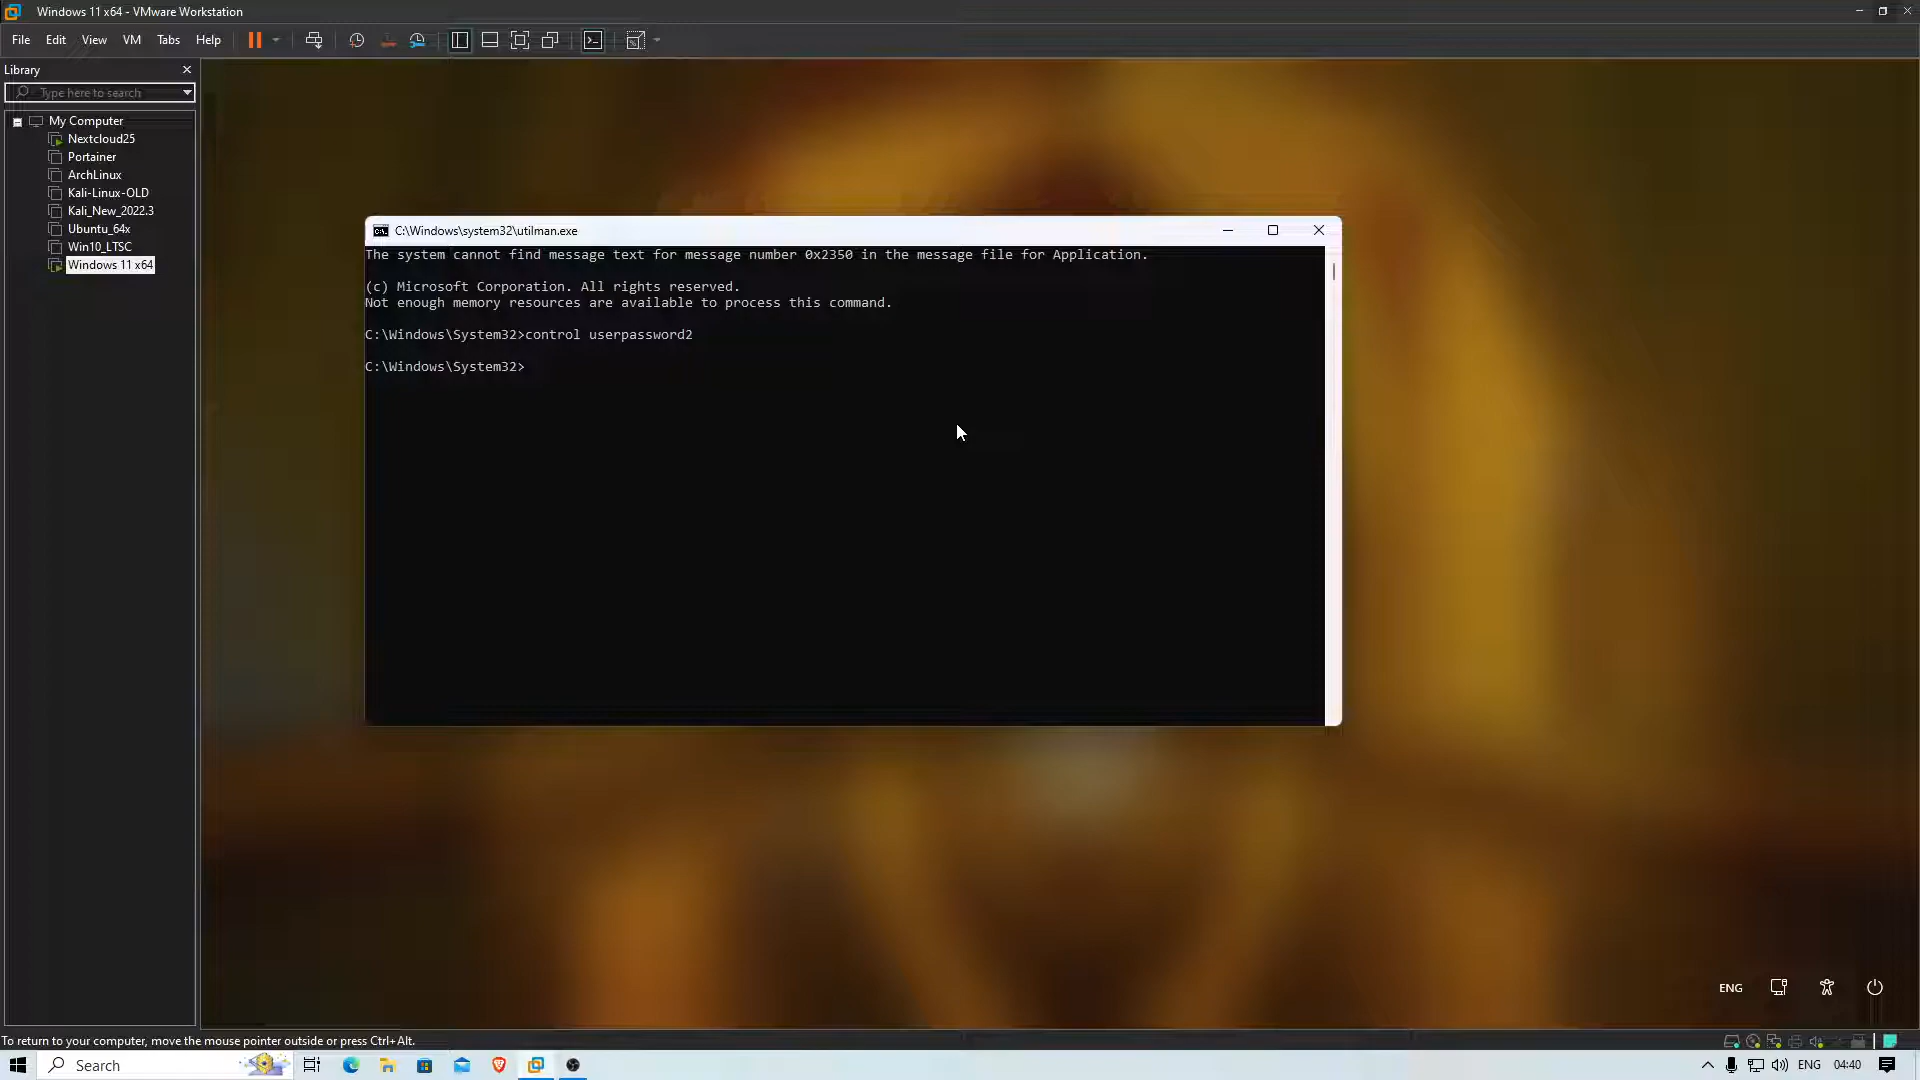 Windows 11 x64 - VMware Workstation
File Edit View VM Tabs Help
Library
Type here to search
My Computer
Nextcloud25
Portainer
ArchLinux
Kali-Linux-OLD
Kali_New_2022.3
Ubuntu_64x
Win10_LTSC
Windows 11 x64
C:\Windows\system32\utilman.exe
The system cannot find message text for message number 0x2350 in the message file for Application.
(c) Microsoft Corporation. All rights reserved.
Not enough memory resources are available to process this command.
C:\Windows\System32>control userpassword2
C:\Windows\System32>
ENG
To return to your computer, move the mouse pointer outside or press Ctrl+Alt.
Search
ENG 04:40